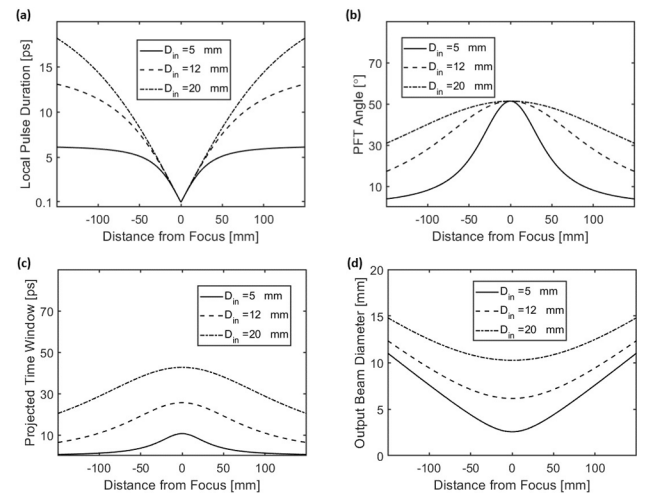 (a)
Local Pulse Duration [ps]
15
10
5
0.1
D_in =5 mm
D_in =12 mm
D_in =20 mm
-100 -50 0 50 100
Distance from Focus [mm]
(b)
PFT Angle [°]
70
50
30
10
D_in =5 mm
D_in =12 mm
D_in =20 mm
-100 -50 0 50 100
Distance from Focus [mm]
(c)
Projected Time Window [ps]
70
50
30
10
D_in =5 mm
D_in =12 mm
D_in =20 mm
-100 -50 0 50 100
Distance from Focus [mm]
(d)
Output Beam Diameter [mm]
20
15
10
5
0
D_in =5 mm
D_in =12 mm
D_in =20 mm
-100 -50 0 50 100
Distance from Focus [mm]